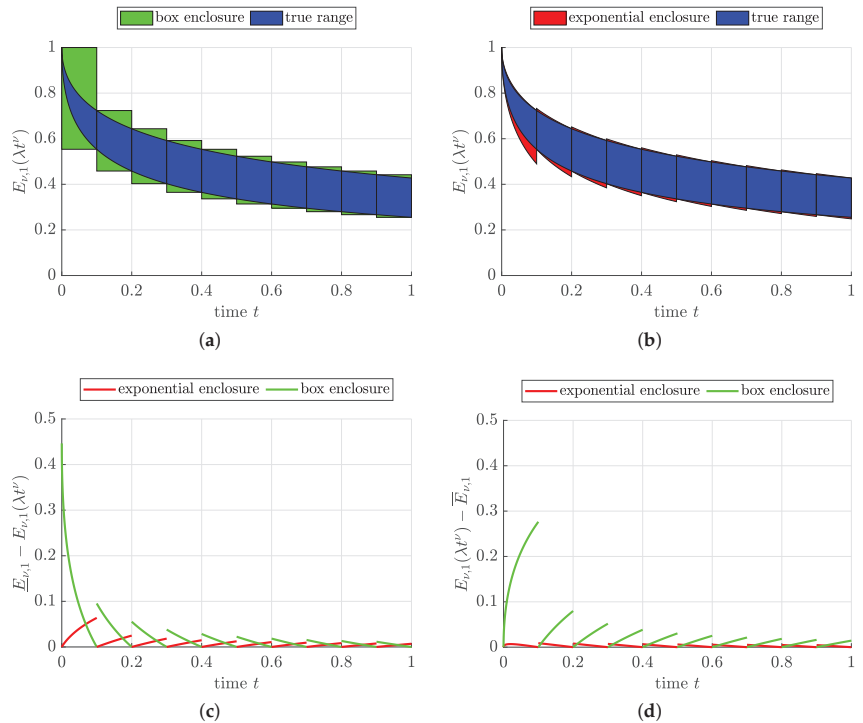 box enclosure true range
E_{ν,1}(λt^ν)
1
0.8
0.6
0.4
0.2
0
0 0.2 0.4 0.6 0.8 1
time t
(a)
exponential enclosure true range
E_{ν,1}(λt^ν)
1
0.8
0.6
0.4
0.2
0
0 0.2 0.4 0.6 0.8 1
time t
(b)
exponential enclosure box enclosure
\underline{E}_{ν,1} − E_{ν,1}(λt^ν)
0.5
0.4
0.3
0.2
0.1
0
0 0.2 0.4 0.6 0.8 1
time t
(c)
exponential enclosure box enclosure
E_{ν,1}(λt^ν) − \overline{E}_{ν,1}
0.5
0.4
0.3
0.2
0.1
0
0 0.2 0.4 0.6 0.8 1
time t
(d)